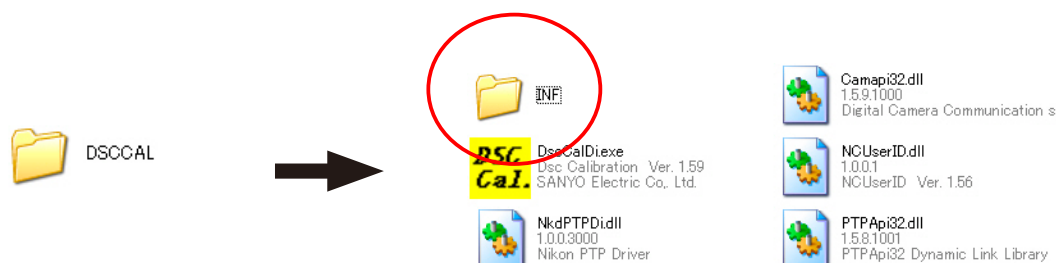 DSCCAL
INF
DSC
Cal.
DscCalDi.exe
Dsc Calibration Ver. 1.59
SANYO Electric Co,. Ltd.
NkdPTPDi.dll
1.0.0.3000
Nikon PTP Driver
Camapi32.dll
1.5.9.1000
Digital Camera Communication s
NCUserID.dll
1.0.0.1
NCUserID Ver. 1.56
PTPApi32.dll
1.5.8.1001
PTPApi32 Dynamic Link Library